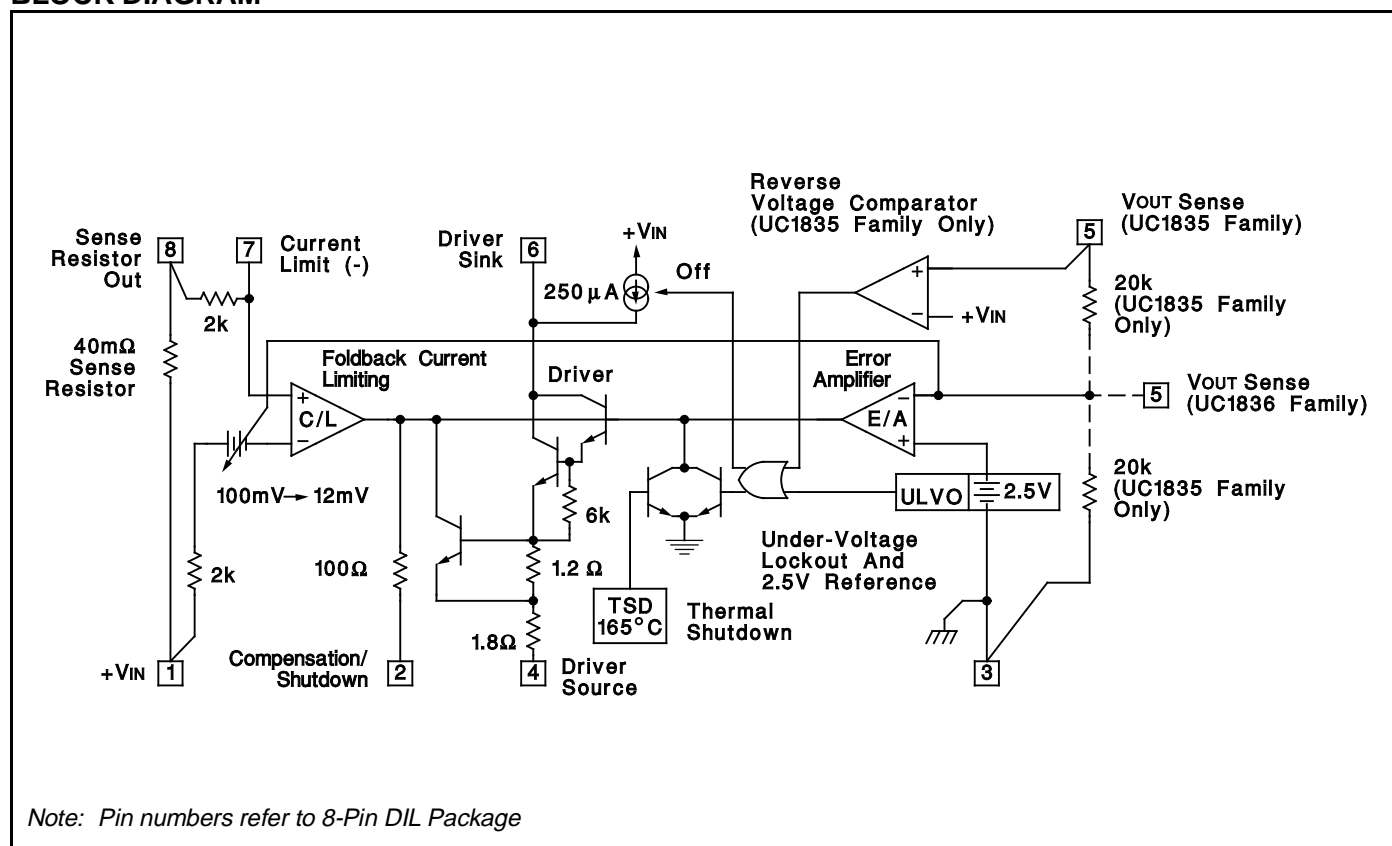 BLOCK DIAGRAM
Reverse
Voltage Comparator
(UC1835 Family Only)
VOUT Sense
(UC1835 Family)
Sense
Resistor
Out
8
7
Current
Limit (-)
Driver
Sink
6
+VIN
Off
250 µA
5
+
−
+VIN
20k
(UC1835 Family
Only)
2k
40mΩ
Sense
Resistor
Foldback Current
Limiting
Driver
Error
Amplifier
+
C/L
−
−
E/A
+
5
VOUT Sense
(UC1836 Family)
100mV→ 12mV
6k
ULVO
2.5V
20k
(UC1835 Family
Only)
2k
100Ω
1.2 Ω
Under-Voltage
Lockout And
2.5V Reference
TSD
165°C
Thermal
Shutdown
1.8Ω
+VIN
1
Compensation/
Shutdown
2
4
Driver
Source
3
Note: Pin numbers refer to 8-Pin DIL Package